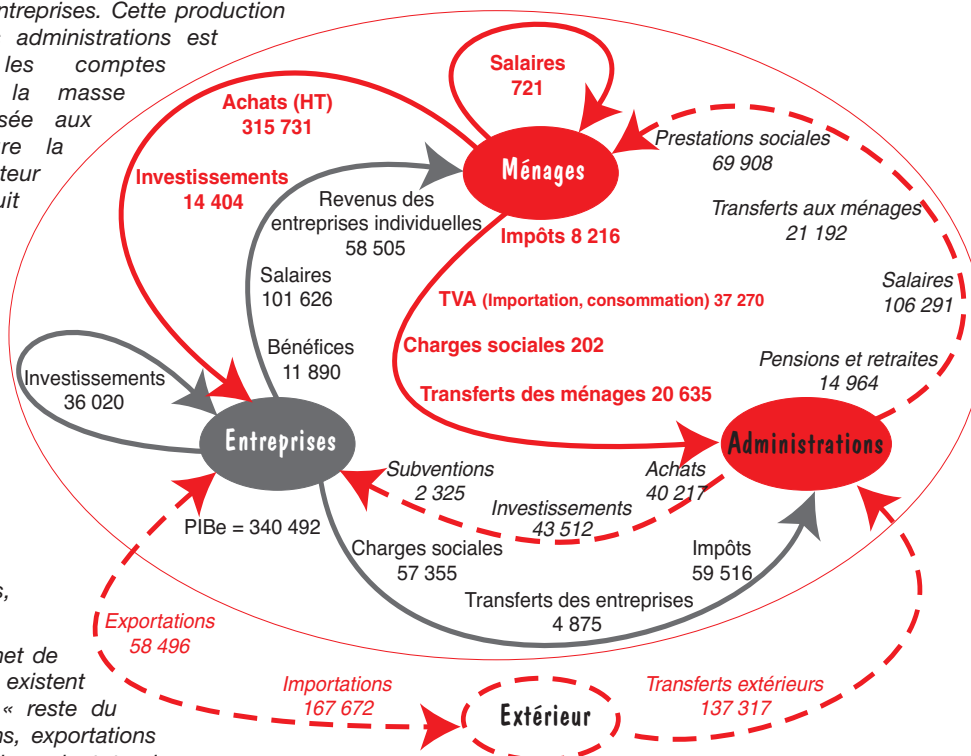 entreprises. Cette production
administrations est
les comptes
la masse
aux
la
Salaires
721
Achats (HT)
315 731
Ménages
Prestations sociales
69 908
Investissements
14 404
Revenus des
entreprises individuelles
58 505
Transferts aux ménages
21 192
Impôts 8 216
Salaires
101 626
Salaires
106 291
TVA (Importation, consommation) 37 270
Bénéfices
11 890
Charges sociales 202
Pensions et retraites
14 964
Investissements
36 020
Transferts des ménages 20 635
Entreprises
Administrations
Subventions
2 325
Achats
40 217
Investissements
43 512
PIBe = 340 492
Charges sociales
57 355
Impôts
59 516
Transferts des entreprises
4 875
Exportations
58 496
de
existent
« reste du
exportations
Importations
167 672
Transferts extérieurs
137 317
Extérieur